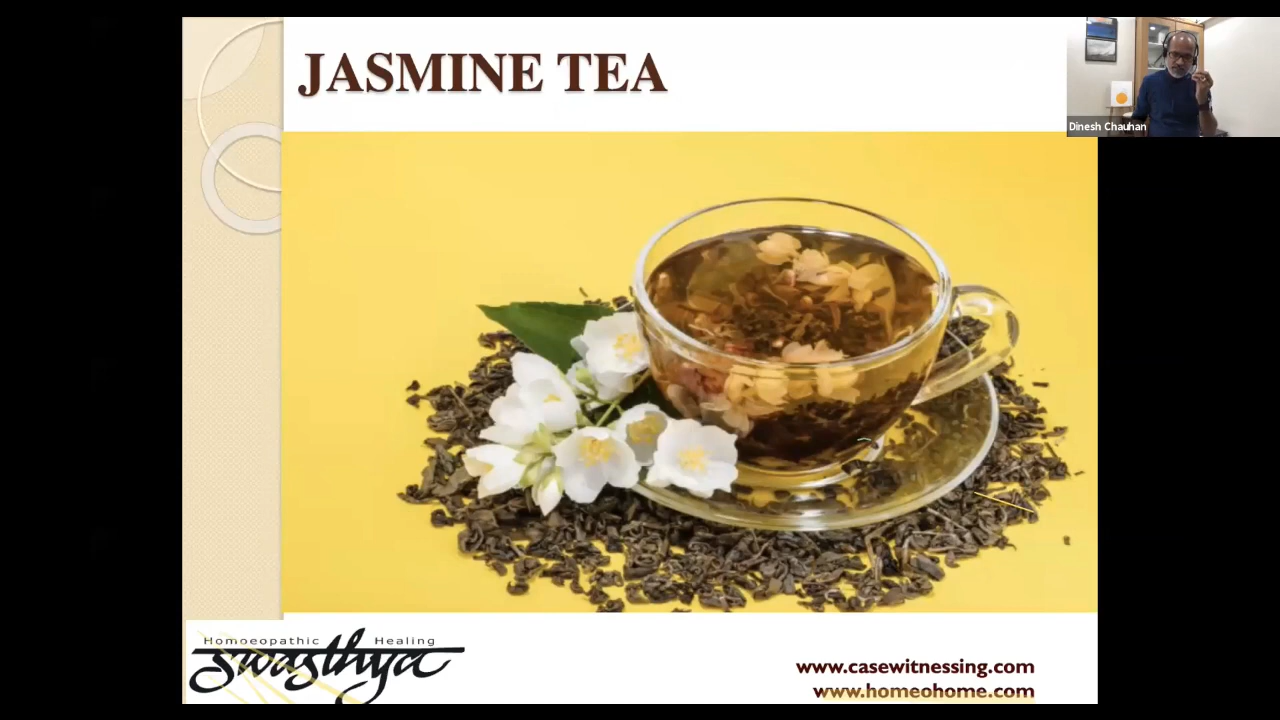 JASMINE TEA
Dinesh Chauhan
Homoeopathic Healing
swasthya
www.casewitnessing.com
www.homeohome.com